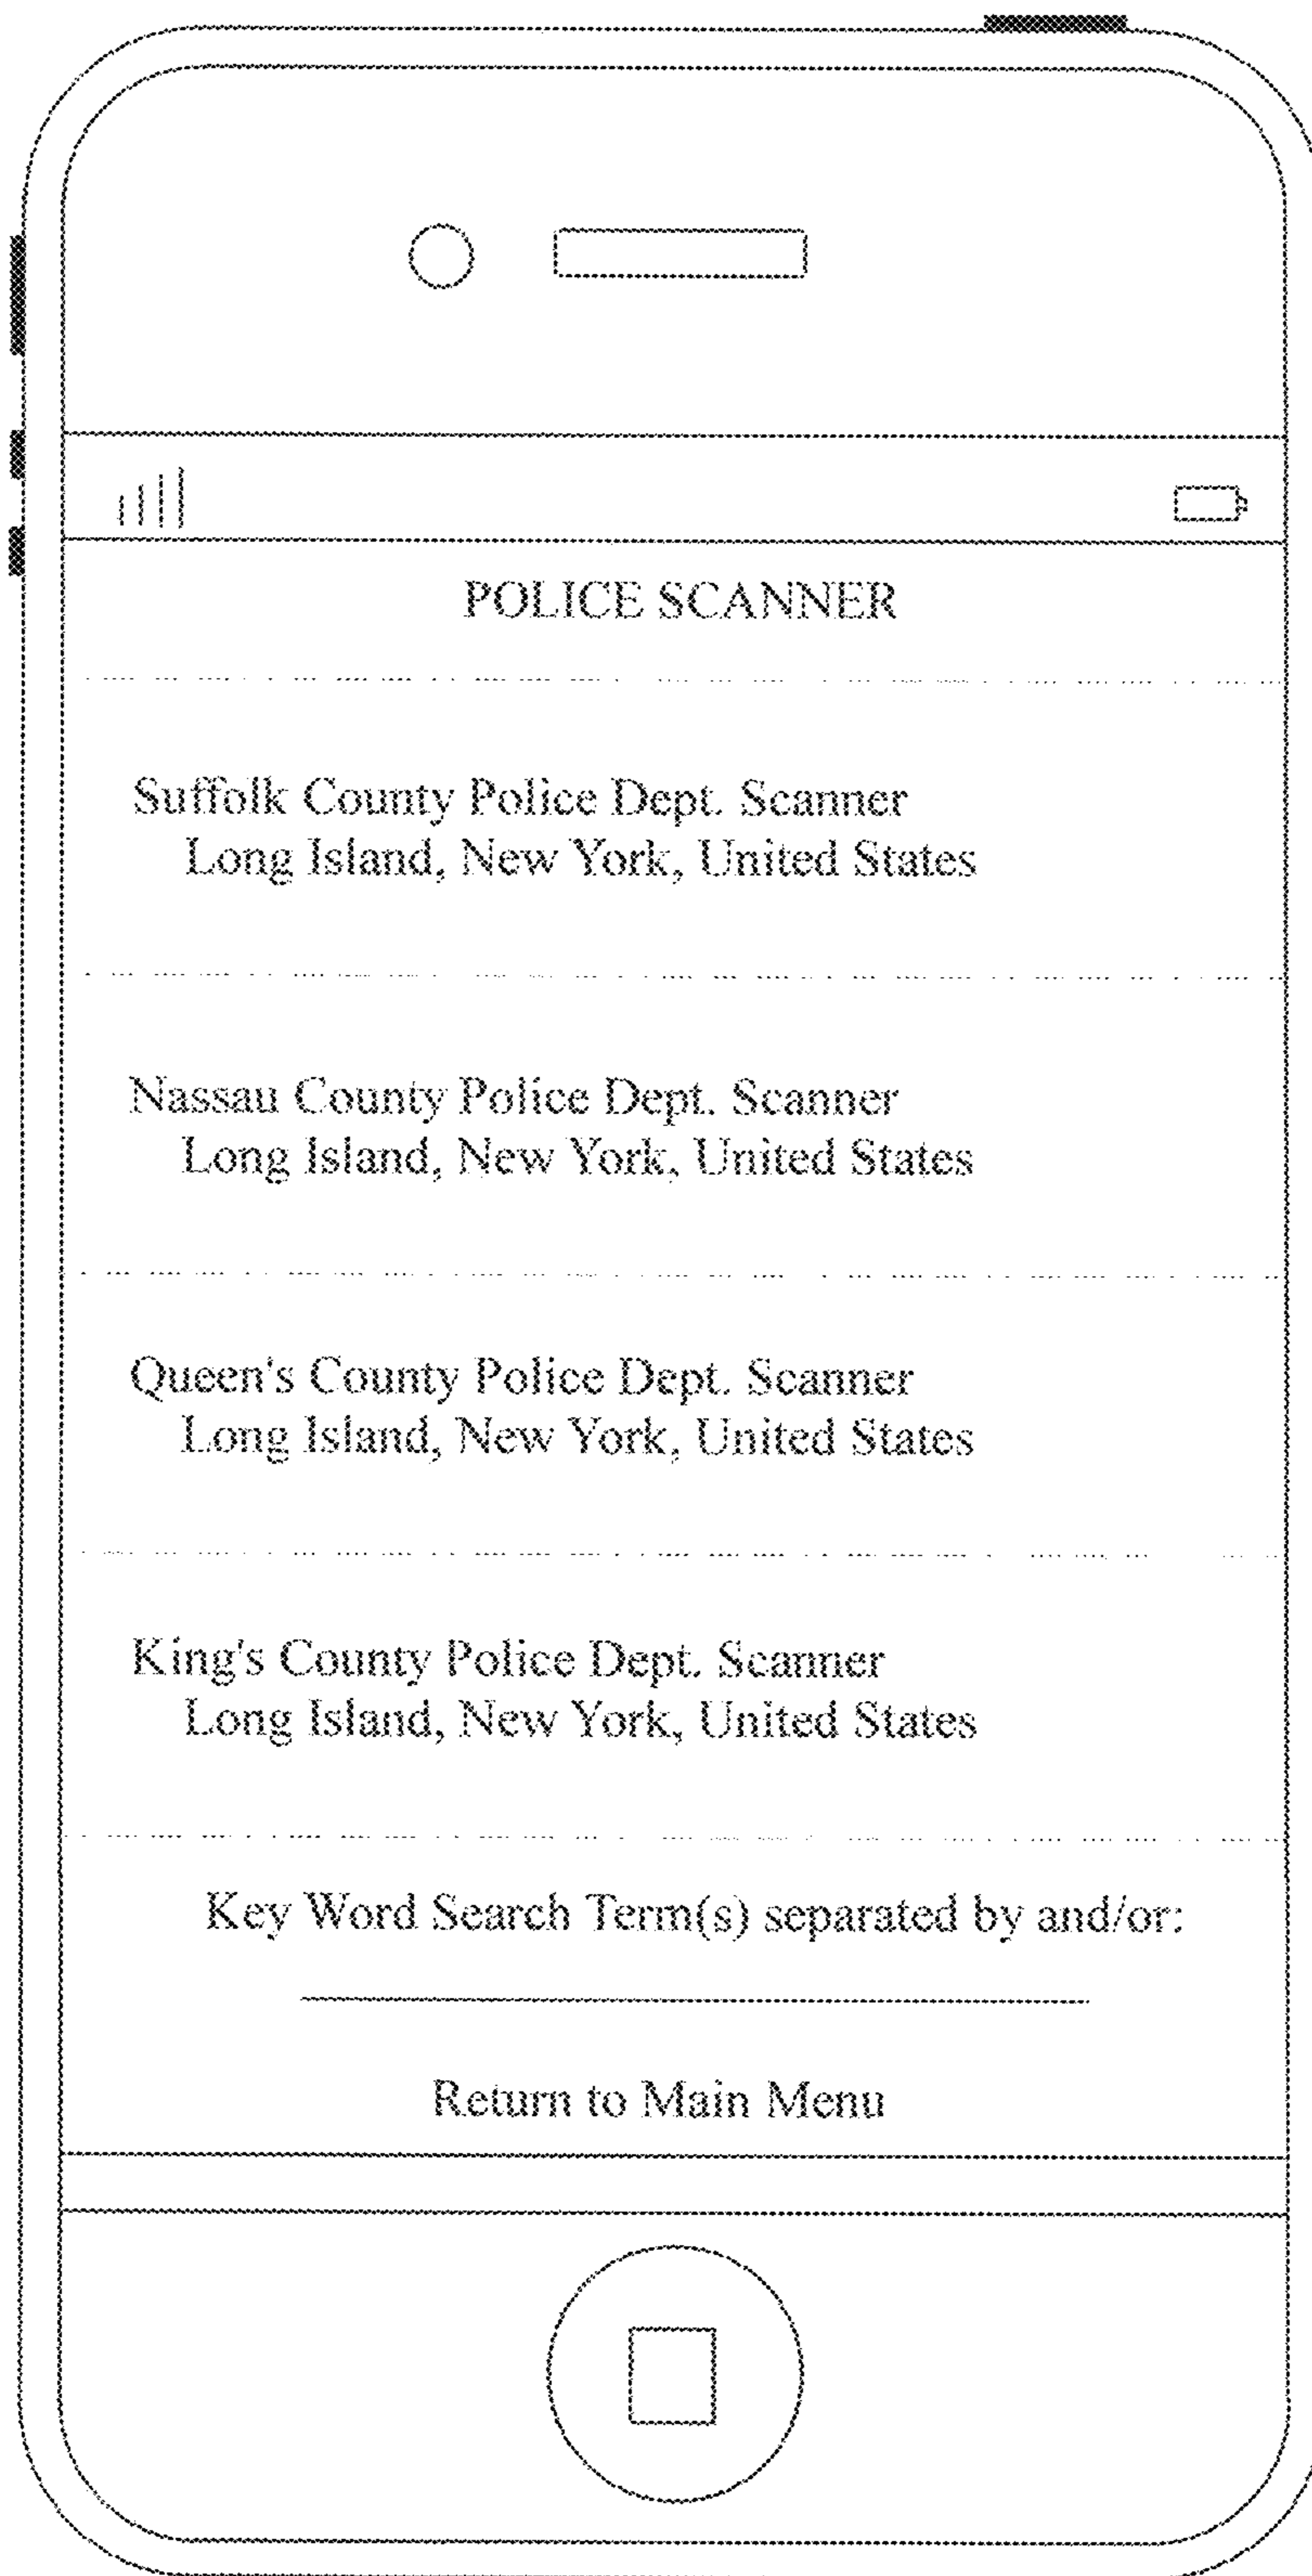 POLICE SCANNER
Suffolk County Police Dept. Scanner
Long Island, New York, United States
Nassau County Police Dept. Scanner
Long Island, New York, United States
Queen's County Police Dept. Scanner
Long Island, New York, United States
King's County Police Dept. Scanner
Long Island, New York, United States
Key Word Search Term(s) separated by and/or:
Return to Main Menu